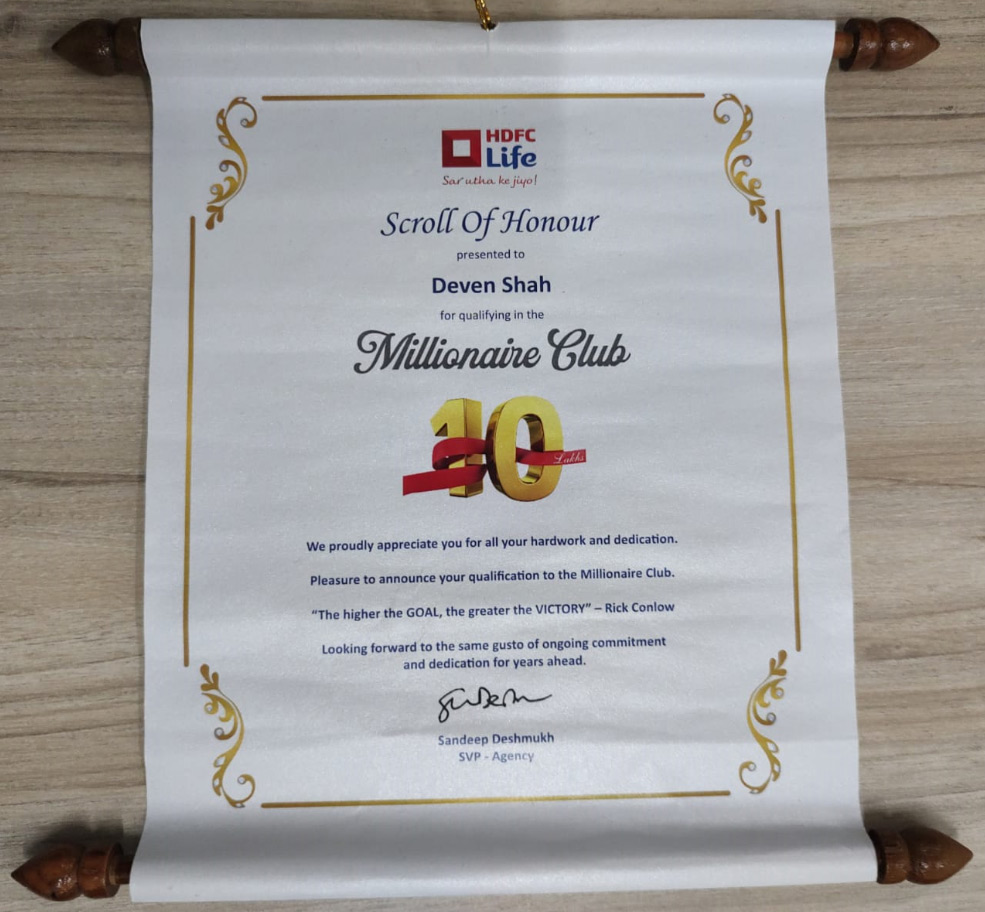 HDFC
Life
Sar utha ke jiyo!
Scroll Of Honour
presented to
Deven Shah
for qualifying in the
Millionaire Club
10
Lakhs
We proudly appreciate you for all your hardwork and dedication.
Pleasure to announce your qualification to the Millionaire Club.
“The higher the GOAL, the greater the VICTORY” – Rick Conlow
Looking forward to the same gusto of ongoing commitment
and dedication for years ahead.
Sandeep Deshmukh
SVP - Agency